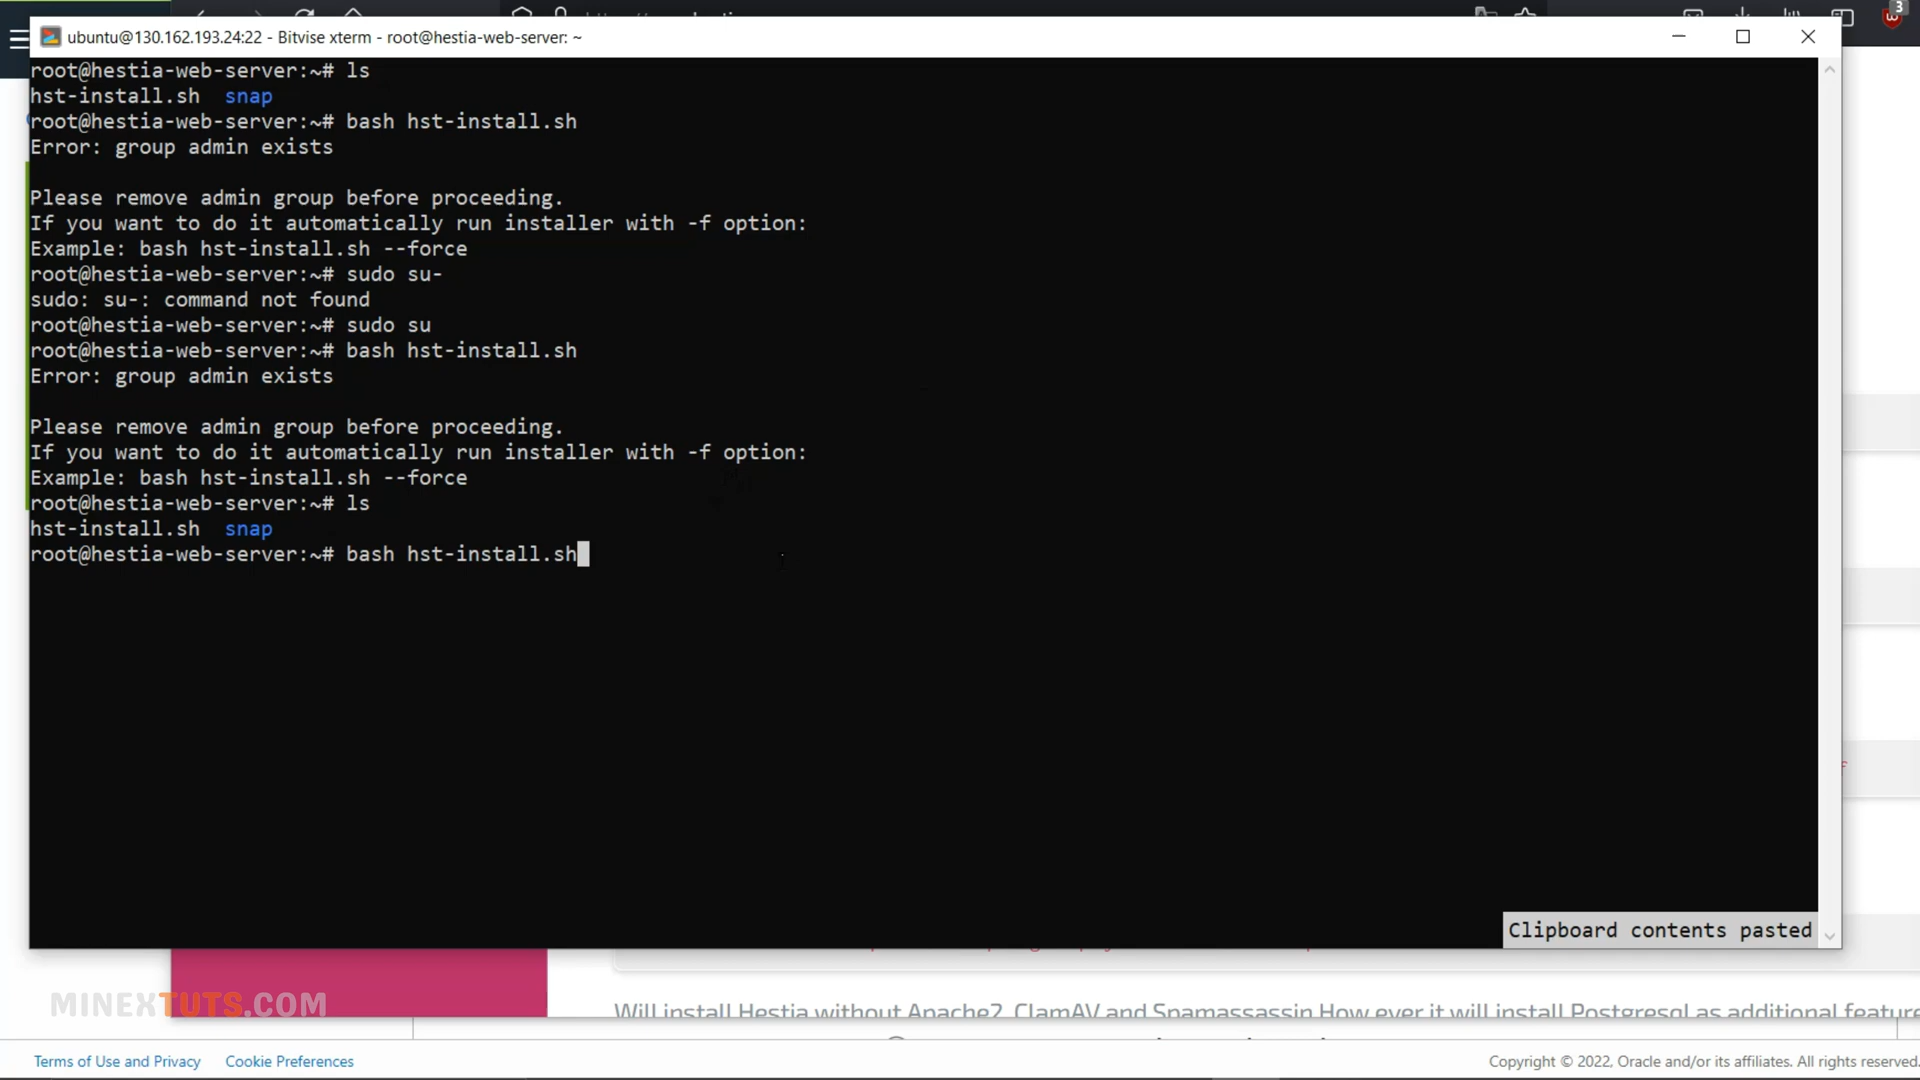 3
ubuntu@130.162.193.24:22 - Bitvise xterm - root@hestia-web-server: ~
root@hestia-web-server:~# ls
hst-install.sh  snap
root@hestia-web-server:~# bash hst-install.sh
Error: group admin exists
Please remove admin group before proceeding.
If you want to do it automatically run installer with -f option:
Example: bash hst-install.sh --force
root@hestia-web-server:~# sudo su-
sudo: su-: command not found
root@hestia-web-server:~# sudo su
root@hestia-web-server:~# bash hst-install.sh
Error: group admin exists
Please remove admin group before proceeding.
If you want to do it automatically run installer with -f option:
Example: bash hst-install.sh --force
root@hestia-web-server:~# ls
hst-install.sh  snap
root@hestia-web-server:~# bash hst-install.sh
Clipboard contents pasted
MINEXTUTS.COM
Will install Hestia without Apache2, ClamAV and Spamassassin How ever it will install Postgresql as additional feature
Terms of Use and Privacy  Cookie Preferences
Copyright © 2022, Oracle and/or its affiliates. All rights reserved.